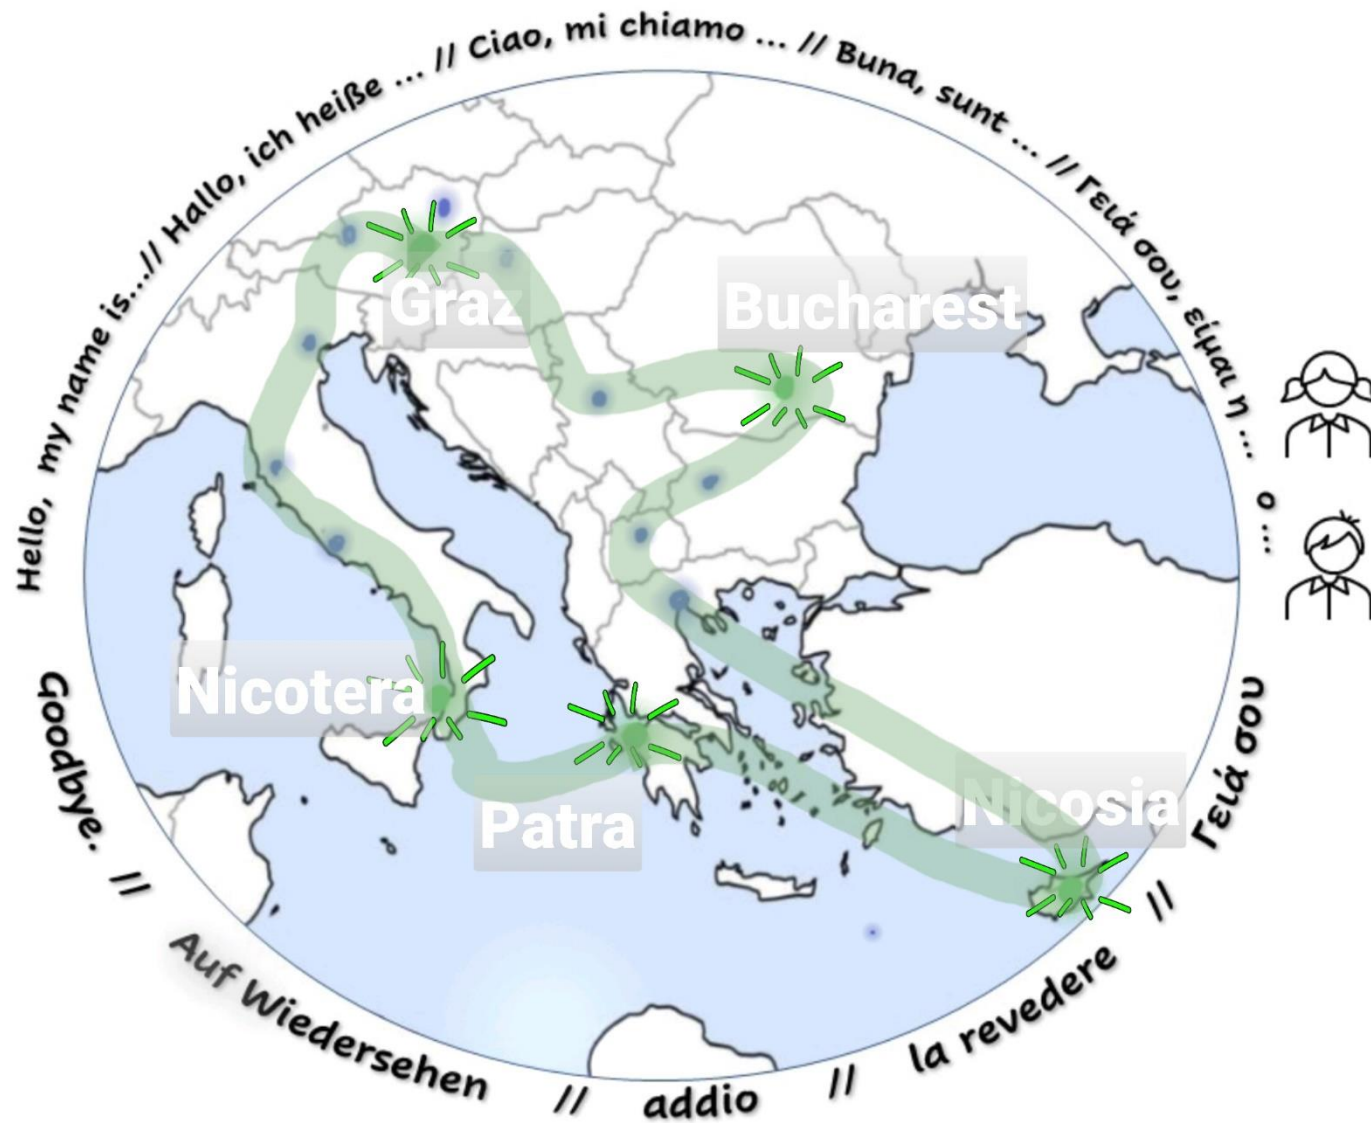 Hello, my name is...// Hallo, ich heiße ... // Ciao, mi chiamo ... // Buna, sunt ... // Γειά σου, είμαι η ... ο ...
Graz
Bucharest
Nicotera
Patra
Nicosia
Goodbye. // Auf Wiedersehen // addio // la revedere // Γειά σου